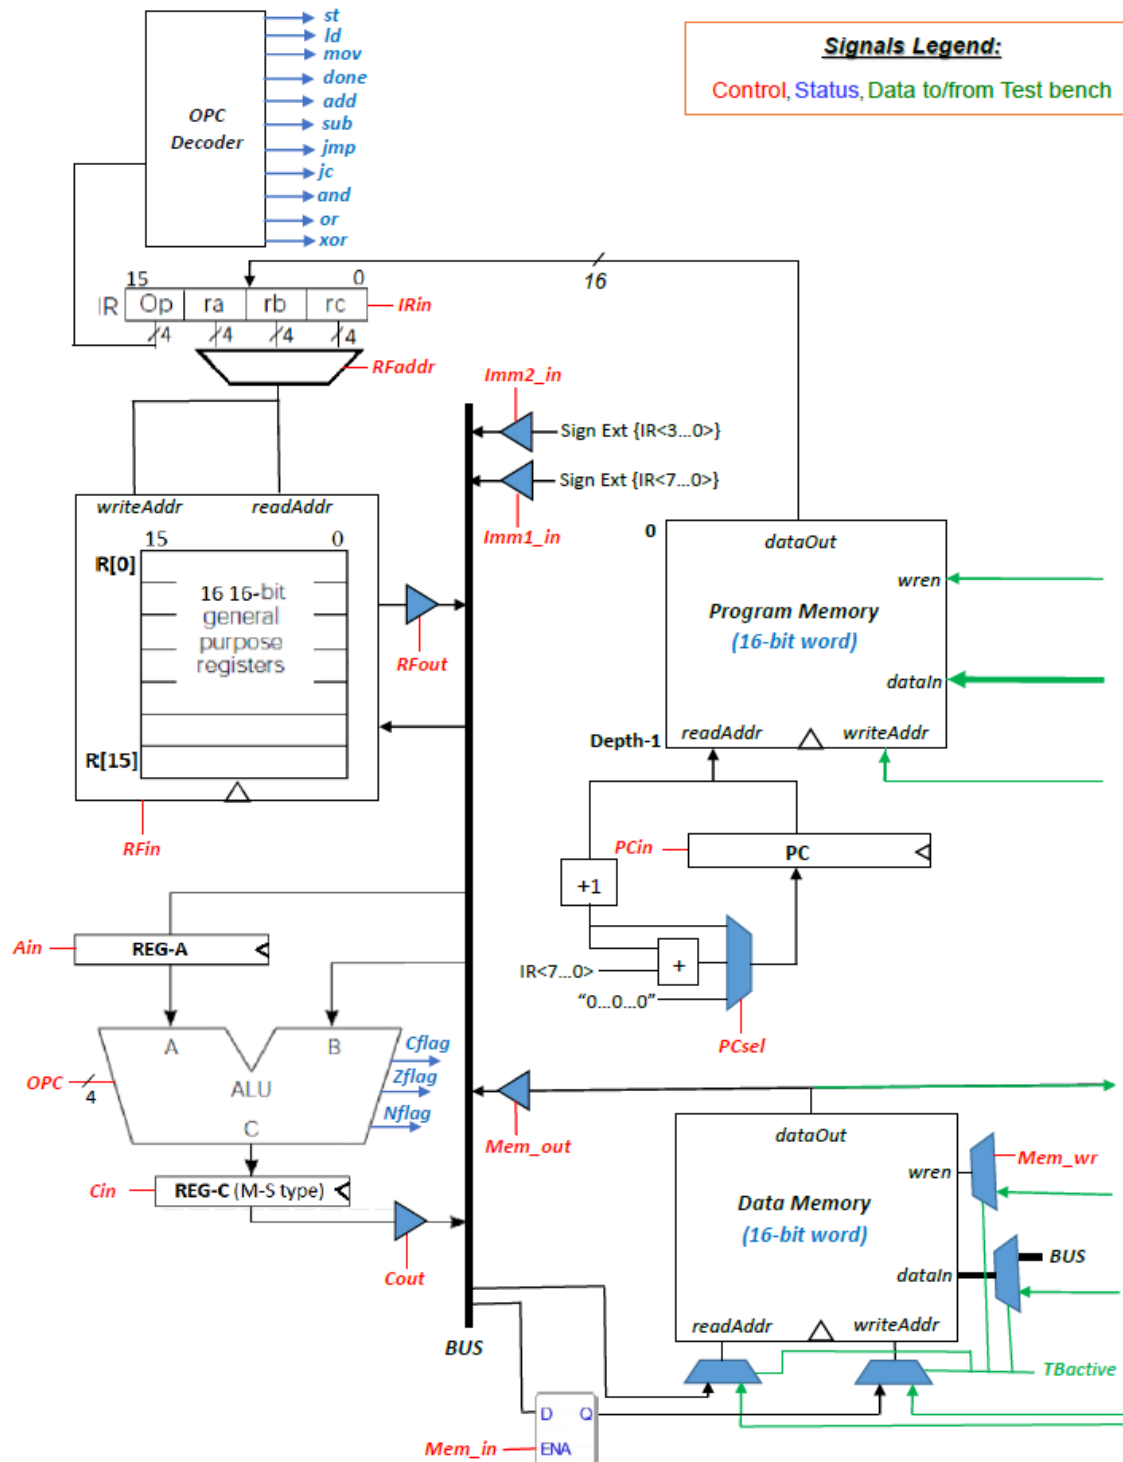 st
ld
mov
done
add
sub
jmp
jc
and
or
xor
OPC
Decoder
Signals Legend:
Control, Status, Data to/from Test bench
15
0
IR
Op
ra
rb
rc
IRin
4
4
4
4
16
RFaddr
Imm2_in
Sign Ext {IR<3...0>}
Sign Ext {IR<7...0>}
Imm1_in
writeAddr
readAddr
15
0
R[0]
16 16-bit
general
purpose
registers
R[15]
RFout
RFin
0
dataOut
wren
Program Memory
(16-bit word)
dataIn
readAddr
writeAddr
Depth-1
PCin
PC
+1
+
IR<7...0>
"0...0...0"
PCsel
Ain
REG-A
A
B
Cflag
OPC
4
ALU
Zflag
Nflag
C
Cin
REG-C (M-S type)
Cout
Mem_out
dataOut
wren
Mem_wr
Data Memory
(16-bit word)
dataIn
BUS
readAddr
writeAddr
BUS
TBactive
D
Q
Mem_in
ENA